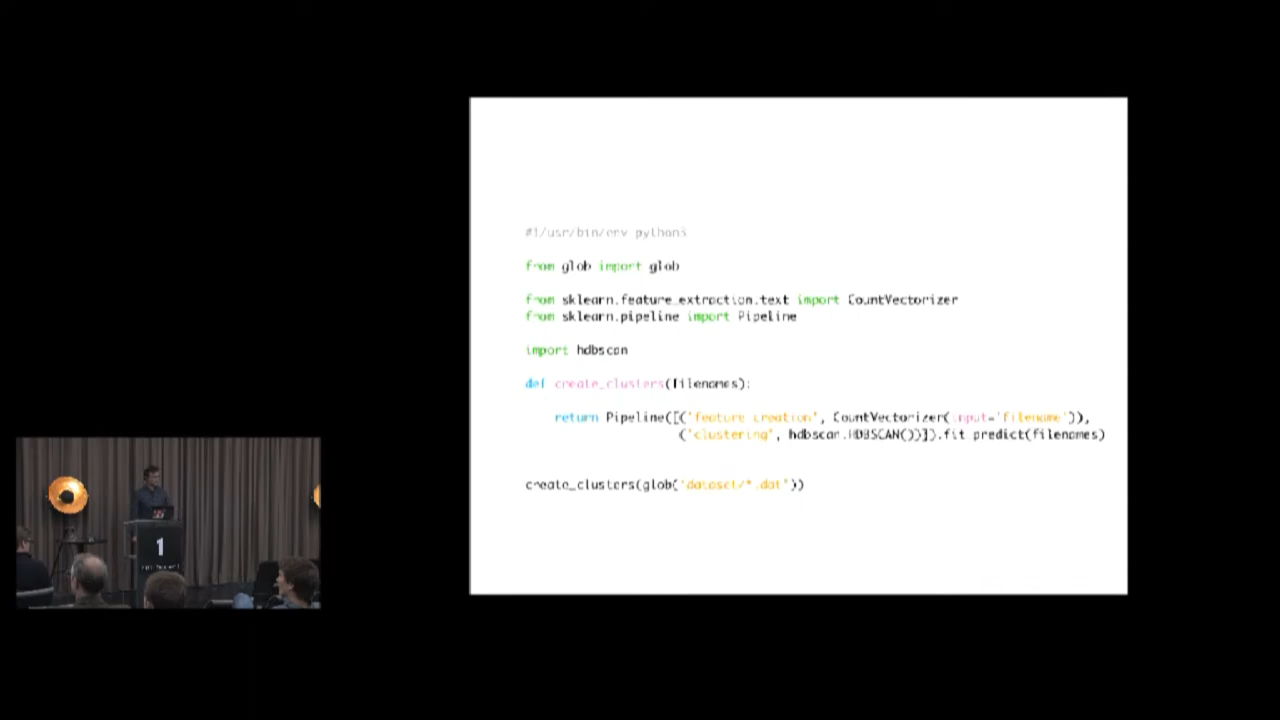 #!/usr/bin/env python3
from glob import glob
from sklearn.feature_extraction.text import CountVectorizer
from sklearn.pipeline import Pipeline
import hdbscan
def create_clusters(filenames):
return Pipeline([('feature creation', CountVectorizer(input='filename')),
('clustering', hdbscan.HDBSCAN())]).fit_predict(filenames)
create_clusters(glob('dataset/*.dat'))
1